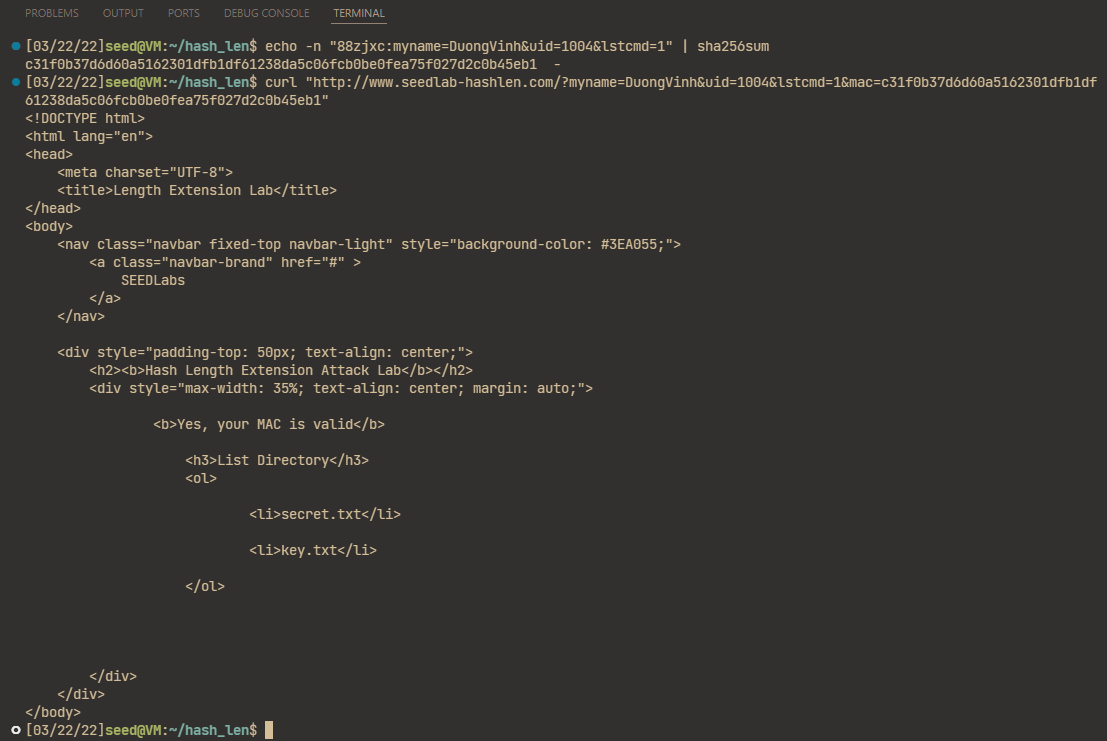 PROBLEMS OUTPUT PORTS DEBUG CONSOLE TERMINAL
[03/22/22]seed@VM:~/hash_len$ echo -n "88zjxc:myname=DuongVinh&uid=1004&lstcmd=1" | sha256sum
c31f0b37d6d60a5162301dfb1df61238da5c06fcb0be0fea75f027d2c0b45eb1  -
[03/22/22]seed@VM:~/hash_len$ curl "http://www.seedlab-hashlen.com/?myname=DuongVinh&uid=1004&lstcmd=1&mac=c31f0b37d6d60a5162301dfb1df
61238da5c06fcb0be0fea75f027d2c0b45eb1"
<!DOCTYPE html>
<html lang="en">
<head>
    <meta charset="UTF-8">
    <title>Length Extension Lab</title>
</head>
<body>
    <nav class="navbar fixed-top navbar-light" style="background-color: #3EA055;">
        <a class="navbar-brand" href="#" >
            SEEDLabs
        </a>
    </nav>
    <div style="padding-top: 50px; text-align: center;">
        <h2><b>Hash Length Extension Attack Lab</b></h2>
        <div style="max-width: 35%; text-align: center; margin: auto;">
                <b>Yes, your MAC is valid</b>
                    <h3>List Directory</h3>
                    <ol>
                            <li>secret.txt</li>
                            <li>key.txt</li>
                    </ol>
        </div>
    </div>
</body>
[03/22/22]seed@VM:~/hash_len$